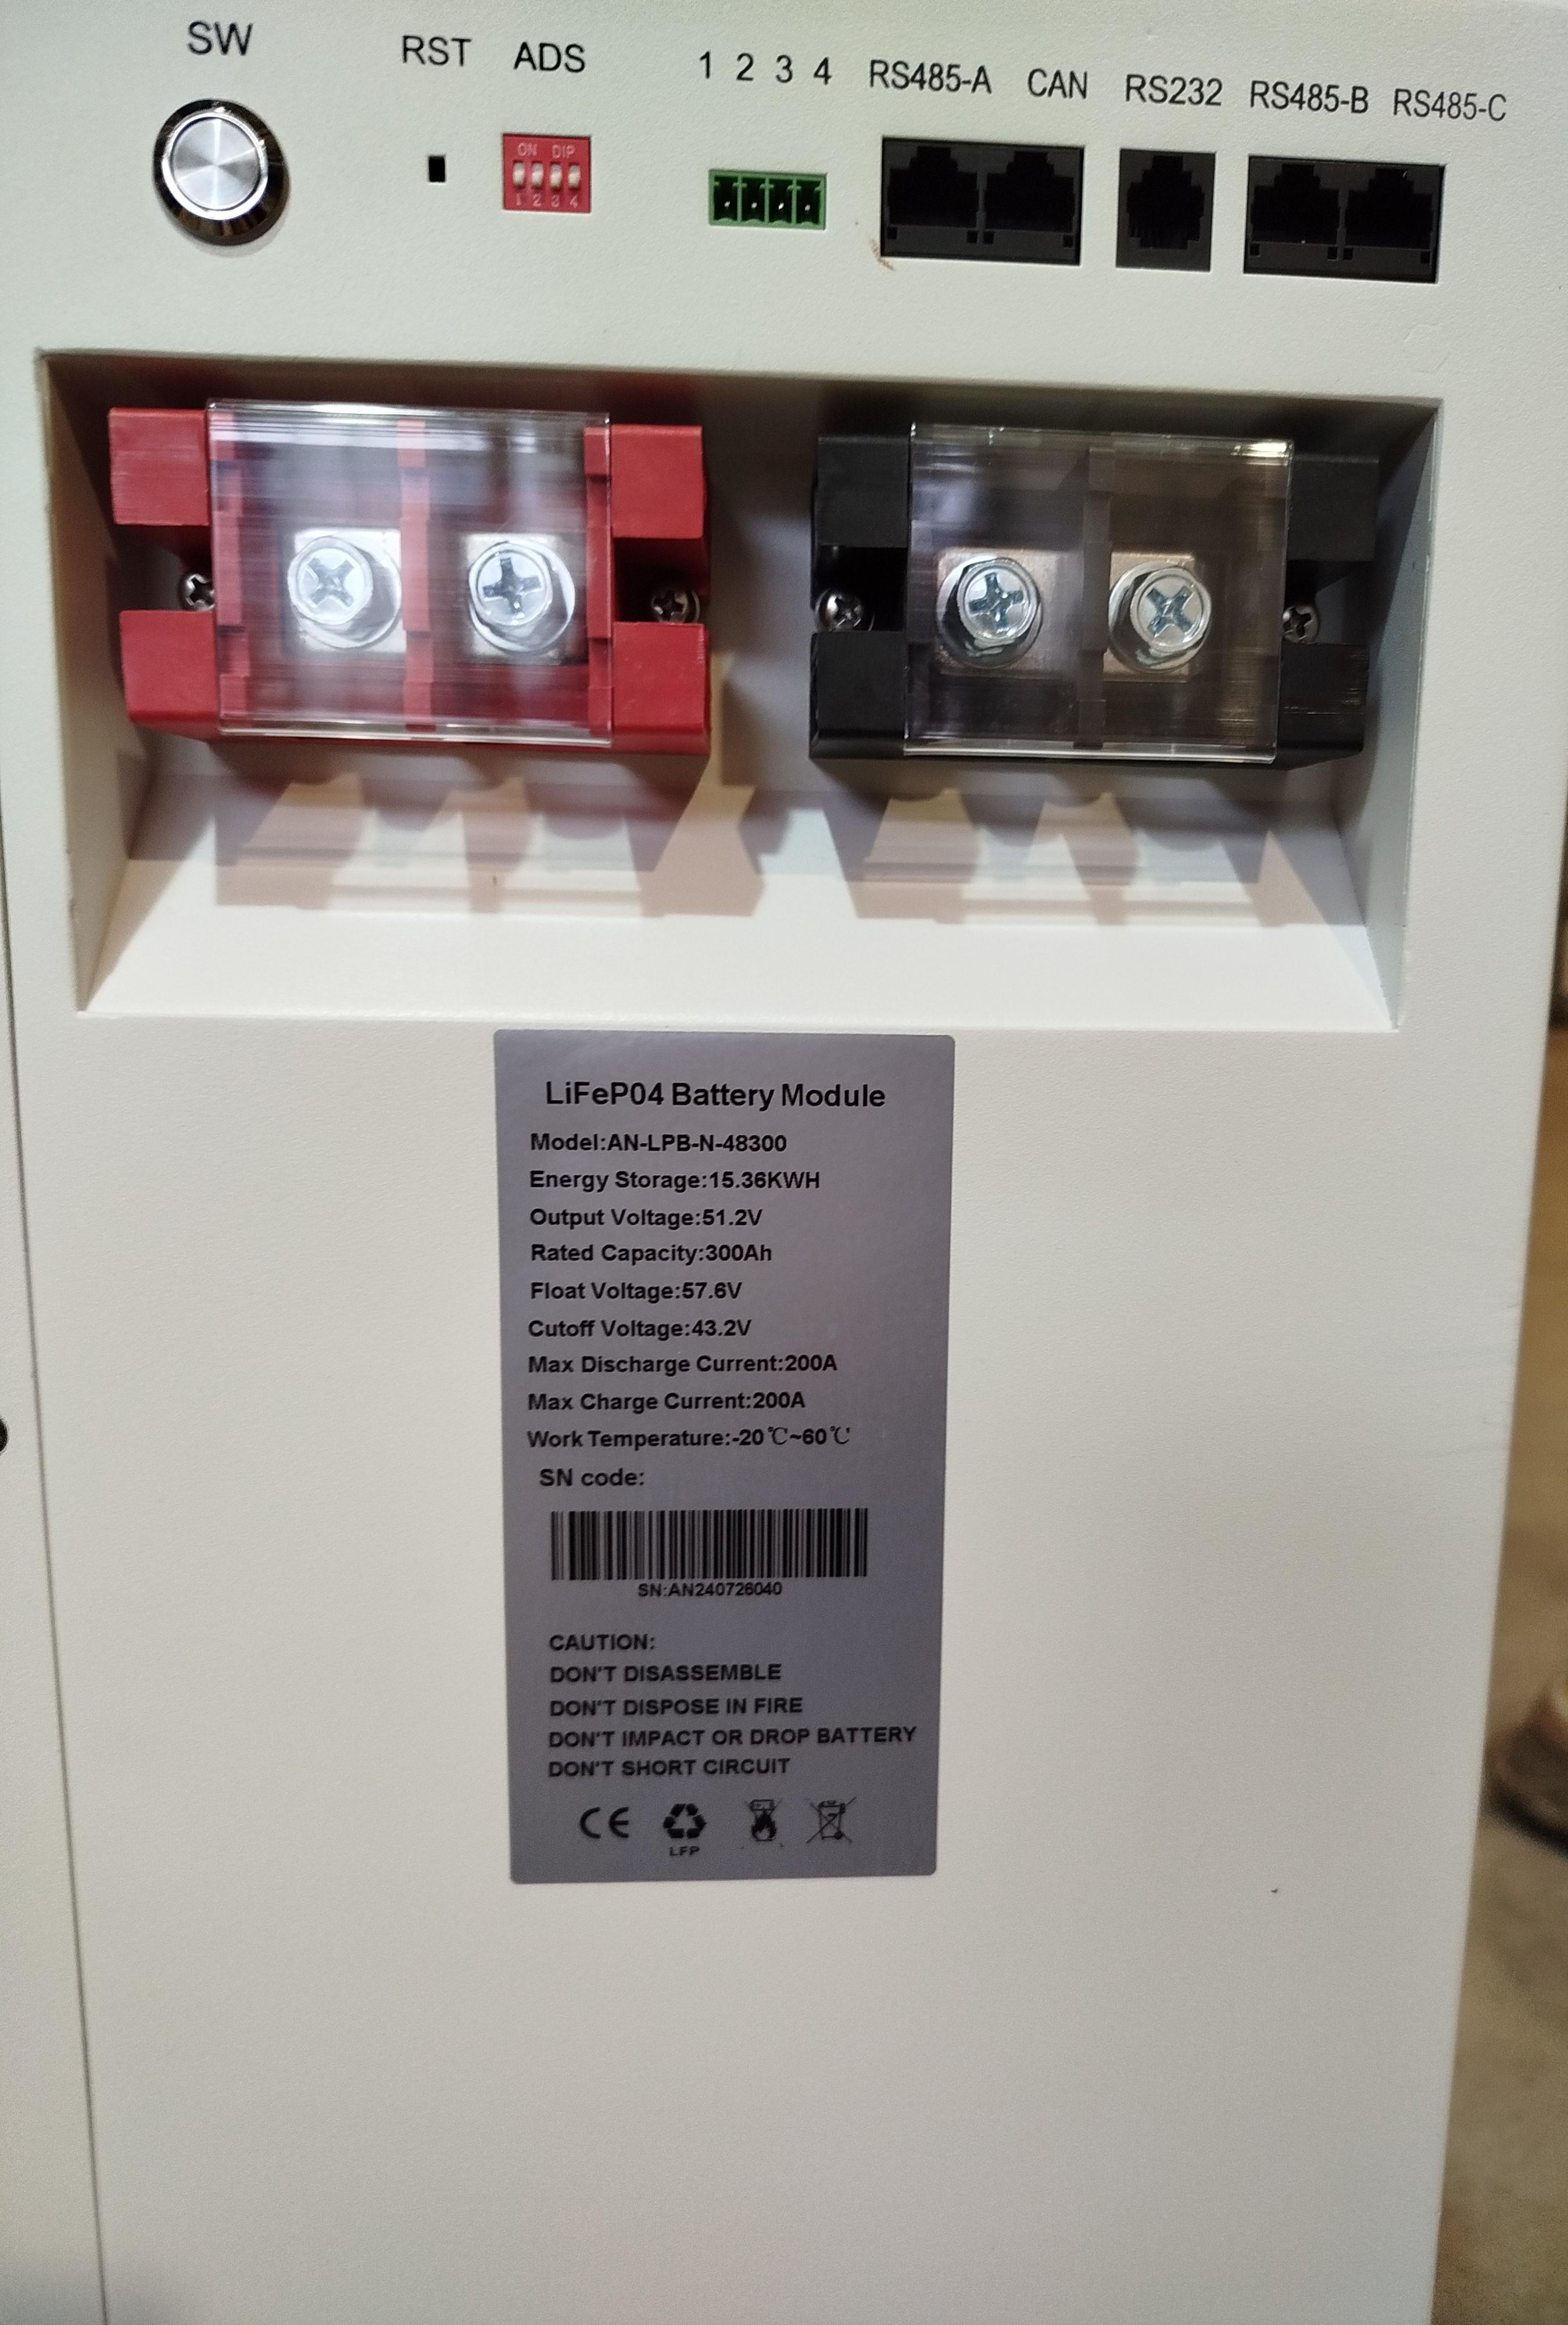 SW RST ADS 1 2 3 4 RS485-A CAN RS232 RS485-B RS485-C
ON DIP
1 2 3 4
LiFeP04 Battery Module
Model:AN-LPB-N-48300
Energy Storage:15.36KWH
Output Voltage:51.2V
Rated Capacity:300Ah
Float Voltage:57.6V
Cutoff Voltage:43.2V
Max Discharge Current:200A
Max Charge Current:200A
Work Temperature:-20℃~60℃
SN code:
SN:AN240726040
CAUTION:
DON'T DISASSEMBLE
DON'T DISPOSE IN FIRE
DON'T IMPACT OR DROP BATTERY
DON'T SHORT CIRCUIT
CE
LFP